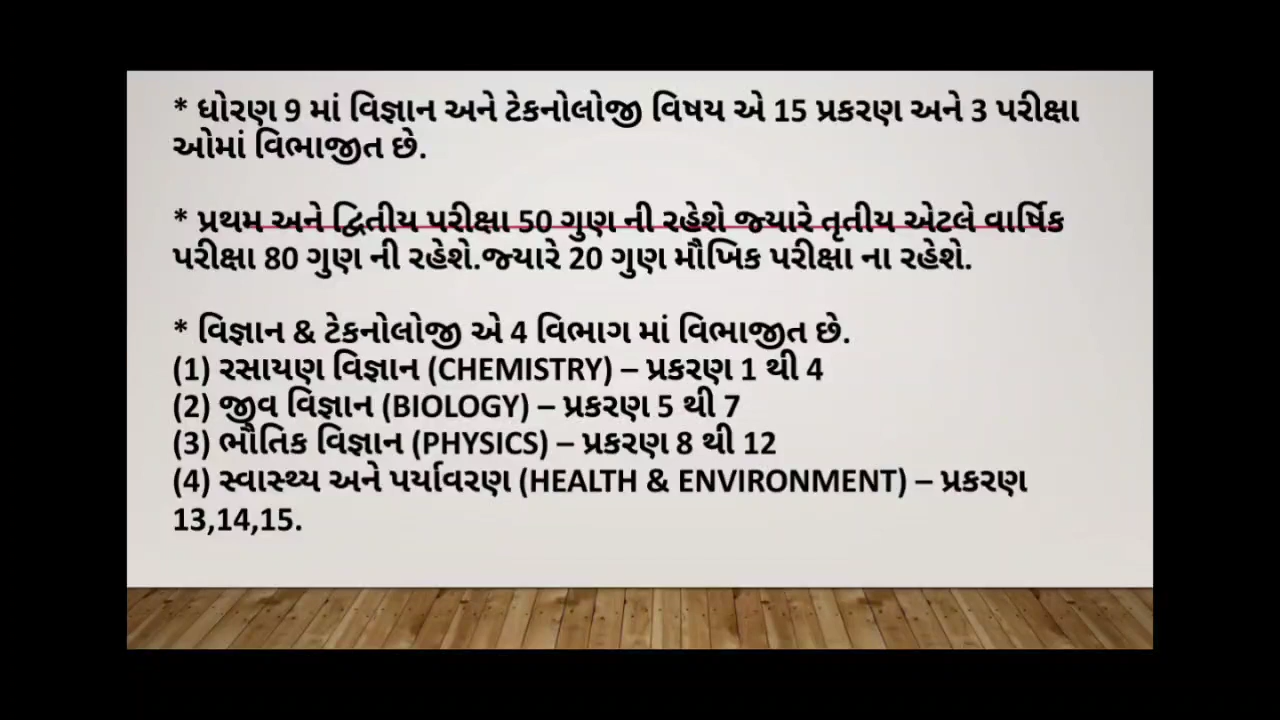 * ધોરણ 9 માં વિજ્ઞાન અને ટેકનોલોજી વિષય એ 15 પ્રકરણ અને 3 પરીક્ષા
ઓમાં વિભાજીત છે.
* પ્રથમ અને દ્વિતીય પરીક્ષા 50 ગુણ ની રહેશે જ્યારે તૃતીય એટલે વાર્ષિક
પરીક્ષા 80 ગુણ ની રહેશે.જ્યારે 20 ગુણ મૌખિક પરીક્ષા ના રહેશે.
* વિજ્ઞાન & ટેકનોલોજી એ 4 વિભાગ માં વિભાજીત છે.
(1) રસાયણ વિજ્ઞાન (CHEMISTRY) – પ્રકરણ 1 થી 4
(2) જીવ વિજ્ઞાન (BIOLOGY) – પ્રકરણ 5 થી 7
(3) ભૌતિક વિજ્ઞાન (PHYSICS) – પ્રકરણ 8 થી 12
(4) સ્વાસ્થ્ય અને પર્યાવરણ (HEALTH & ENVIRONMENT) – પ્રકરણ
13,14,15.